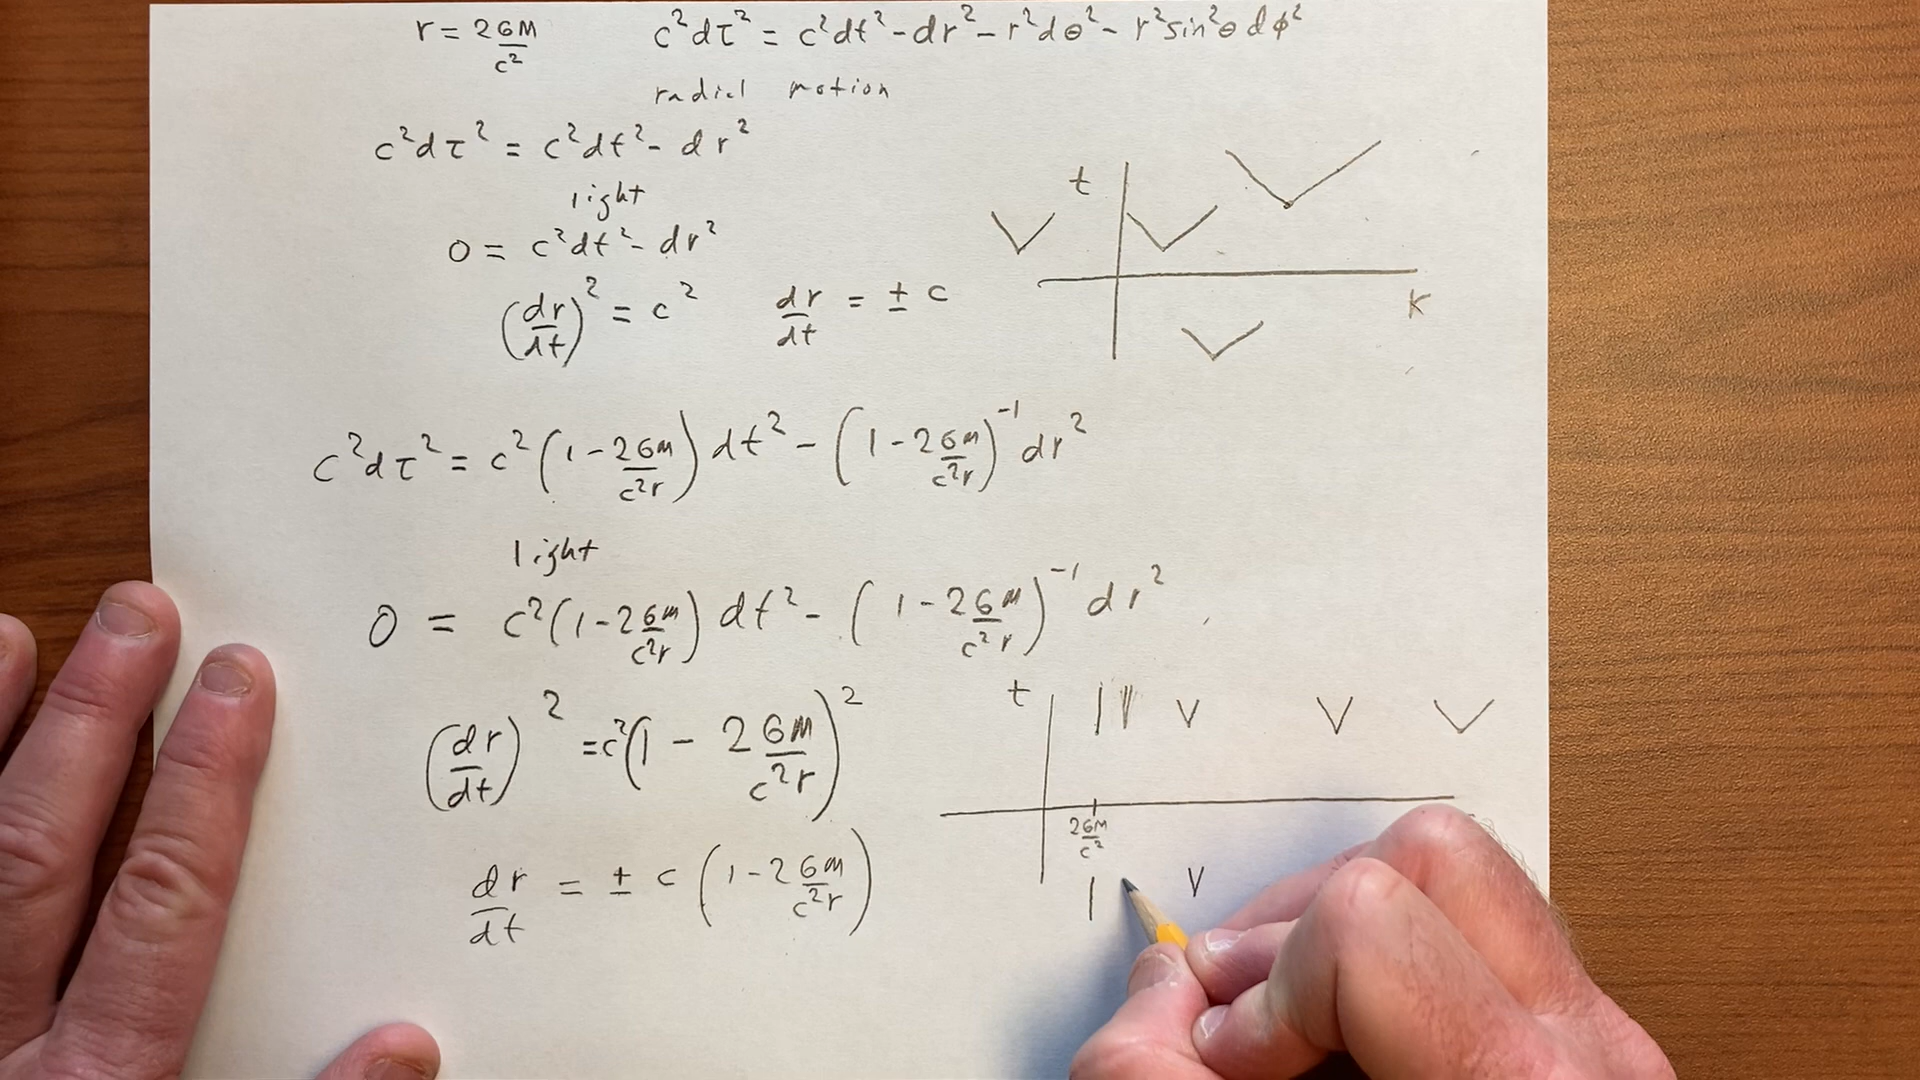 r = 2GM/c² c²dτ² = c²dt² - dr² - r²dθ² - r²sin²θ dϕ²
radial motion
c²dτ² = c²dt² - dr²
light
0 = c²dt² - dr²
(dr/dt)² = c² dr/dt = ± c
t
r
c²dτ² = c²(1 - 2GM/c²r) dt² - (1 - 2GM/c²r)⁻¹ dr²
light
0 = c²(1 - 2GM/c²r) dt² - (1 - 2GM/c²r)⁻¹ dr²
(dr/dt)² = c²(1 - 2GM/c²r)²
t
2GM/c²
dr/dt = ± c (1 - 2GM/c²r)